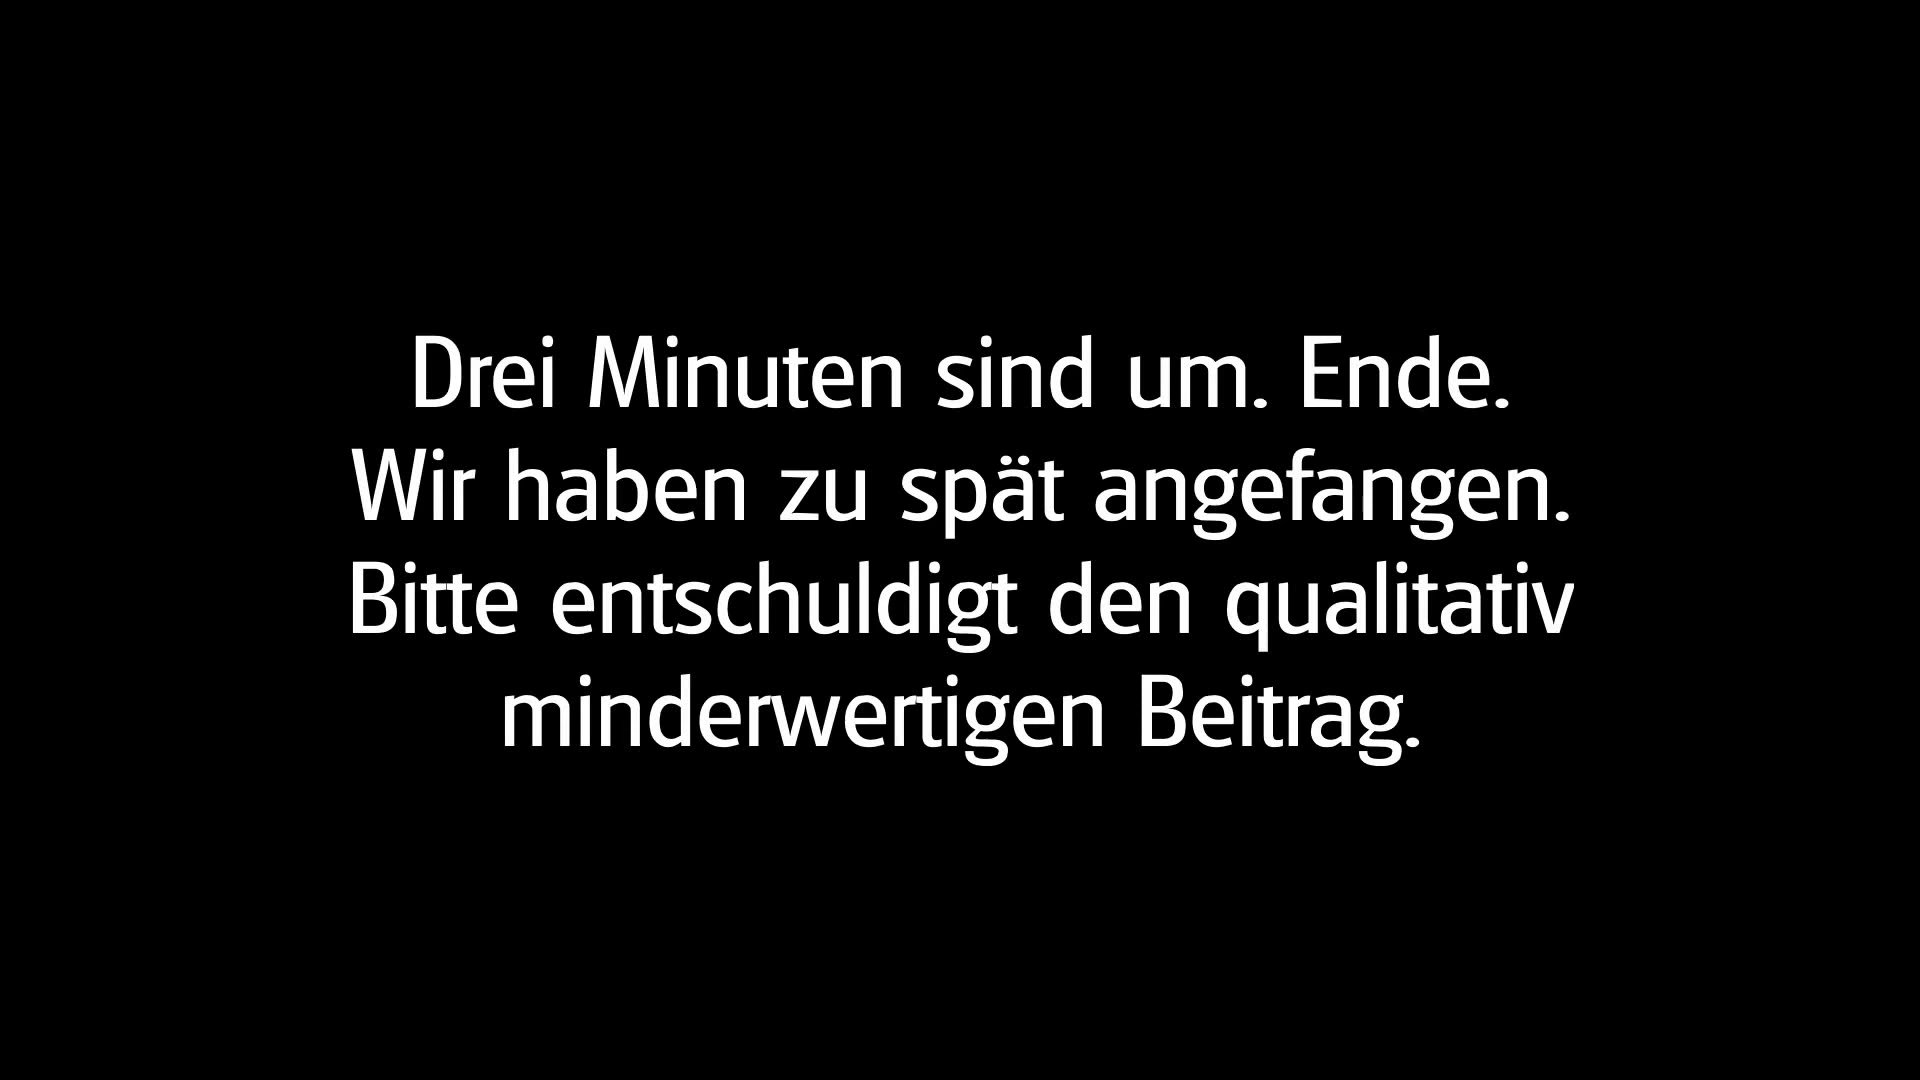 Drei Minuten sind um. Ende.
Wir haben zu spät angefangen.
Bitte entschuldigt den qualitativ
minderwertigen Beitrag.